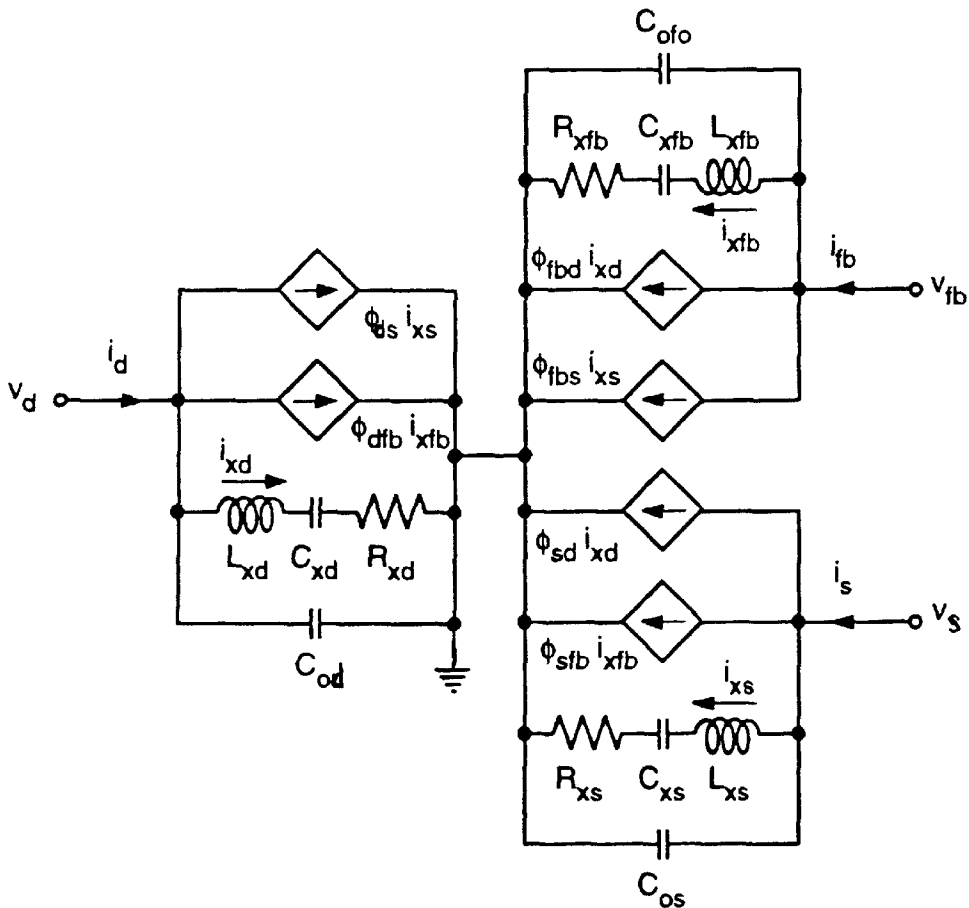 C_ofo
R_xfb C_xfb L_xfb
i_xfb
ϕ_fbd i_xd
i_fb
v_fb
ϕ_ds i_xs
i_d
v_d
ϕ_fbs i_xs
ϕ_dfb i_xfb
i_xd
L_xd C_xd R_xd
ϕ_sd i_xd
i_s
v_s
ϕ_sfb i_xfb
C_od
i_xs
R_xs C_xs L_xs
C_os